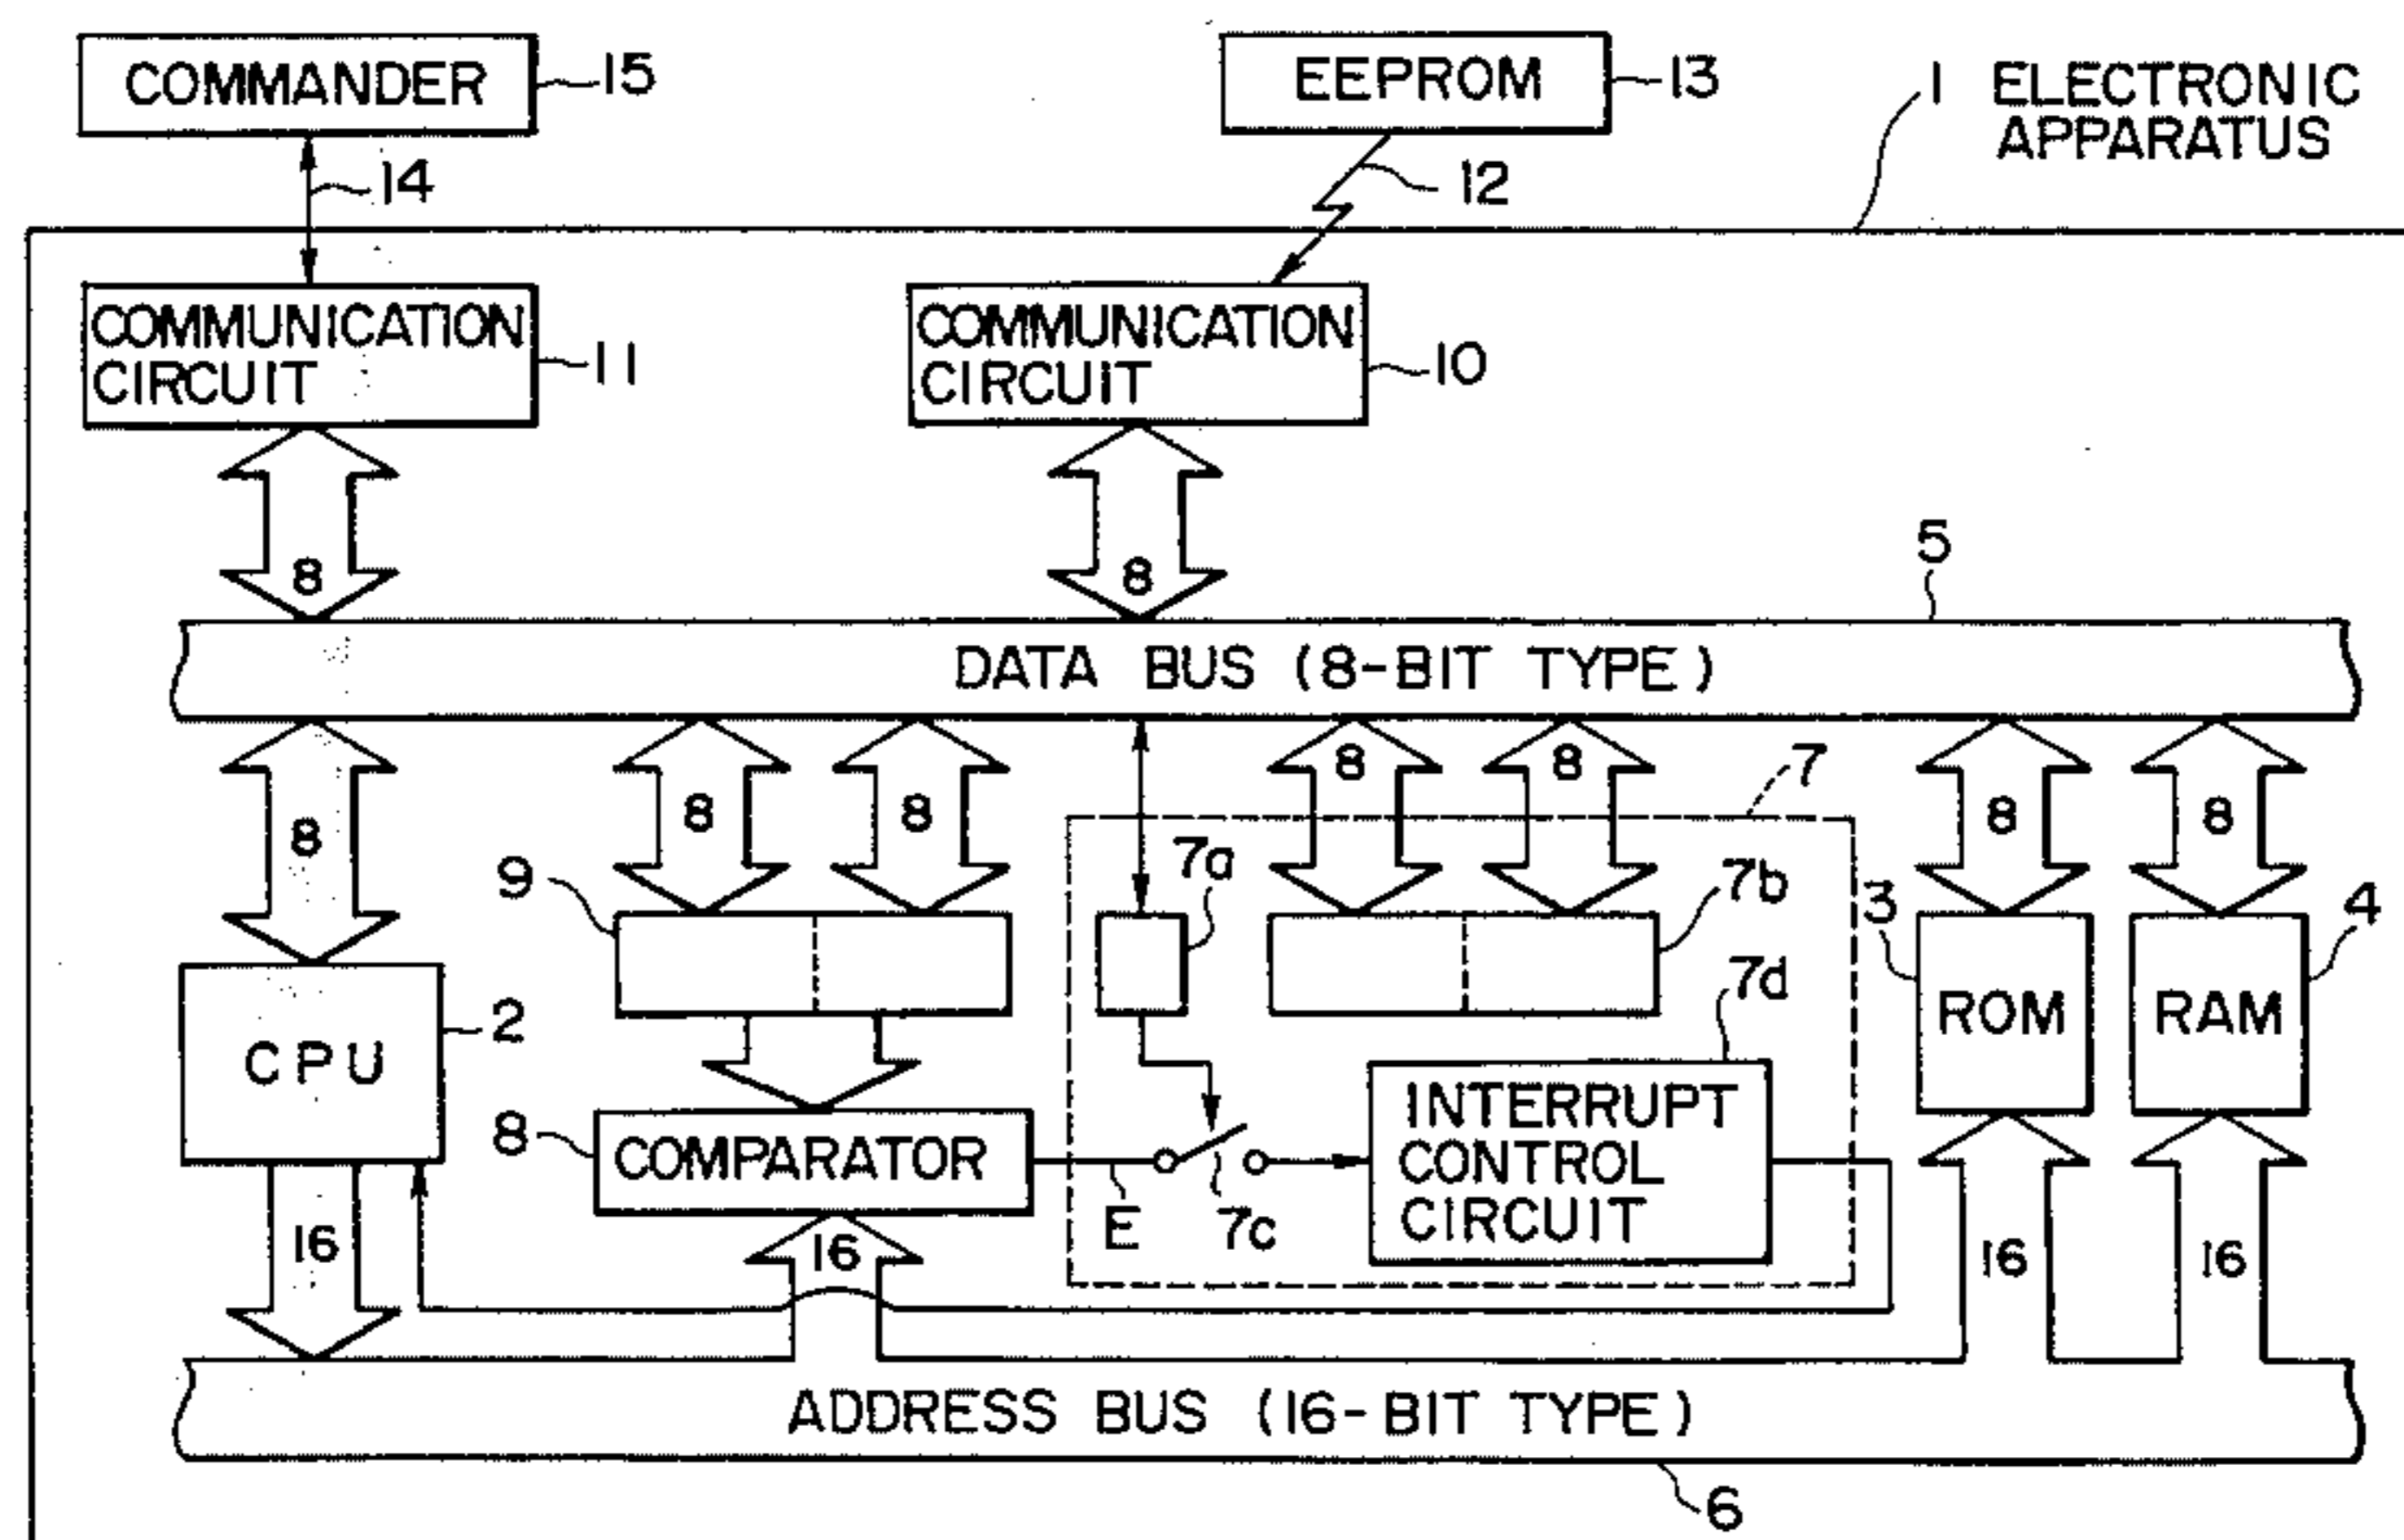 COMMANDER
15
EEPROM
13
1 ELECTRONIC
APPARATUS
14
12
COMMUNICATION
CIRCUIT
11
COMMUNICATION
CIRCUIT
10
8
8
5
DATA BUS (8-BIT TYPE)
8
8
8
8
8
7
8
8
9
7a
7b
3
4
2
CPU
7d
ROM
RAM
8
COMPARATOR
INTERRUPT
CONTROL
CIRCUIT
E
7c
16
16
16
16
ADDRESS BUS (16-BIT TYPE)
6